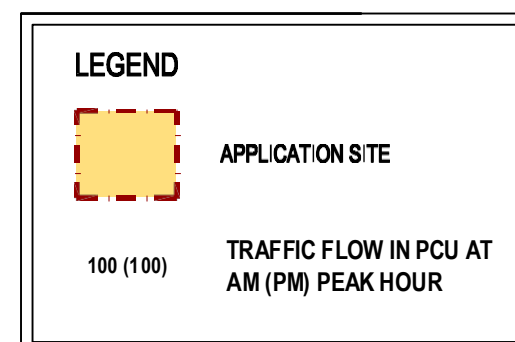 LEGEND
APPLICATION SITE
100 (100)
TRAFFIC FLOW IN PCU AT
AM (PM) PEAK HOUR